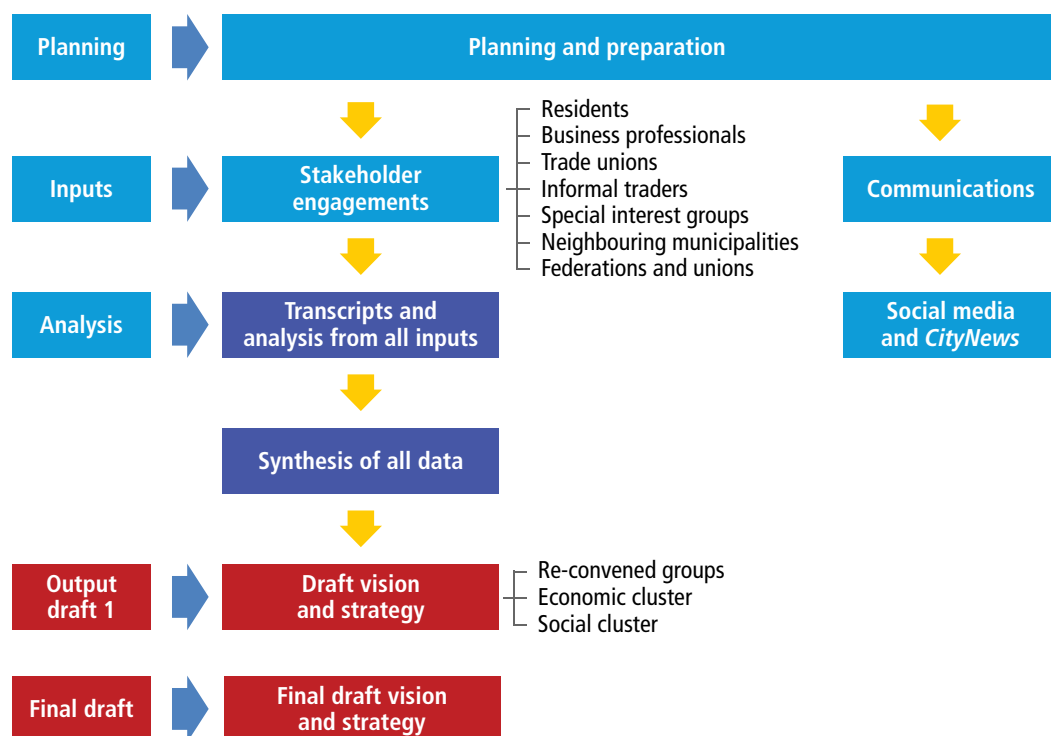 Planning
Planning and preparation
Residents
Business professionals
Trade unions
Informal traders
Special interest groups
Neighbouring municipalities
Federations and unions
Inputs
Stakeholder
engagements
Communications
Analysis
Transcripts and
analysis from all inputs
Social media
and CityNews
Synthesis of all data
Output
draft 1
Draft vision
and strategy
Re-convened groups
Economic cluster
Social cluster
Final draft
Final draft vision
and strategy